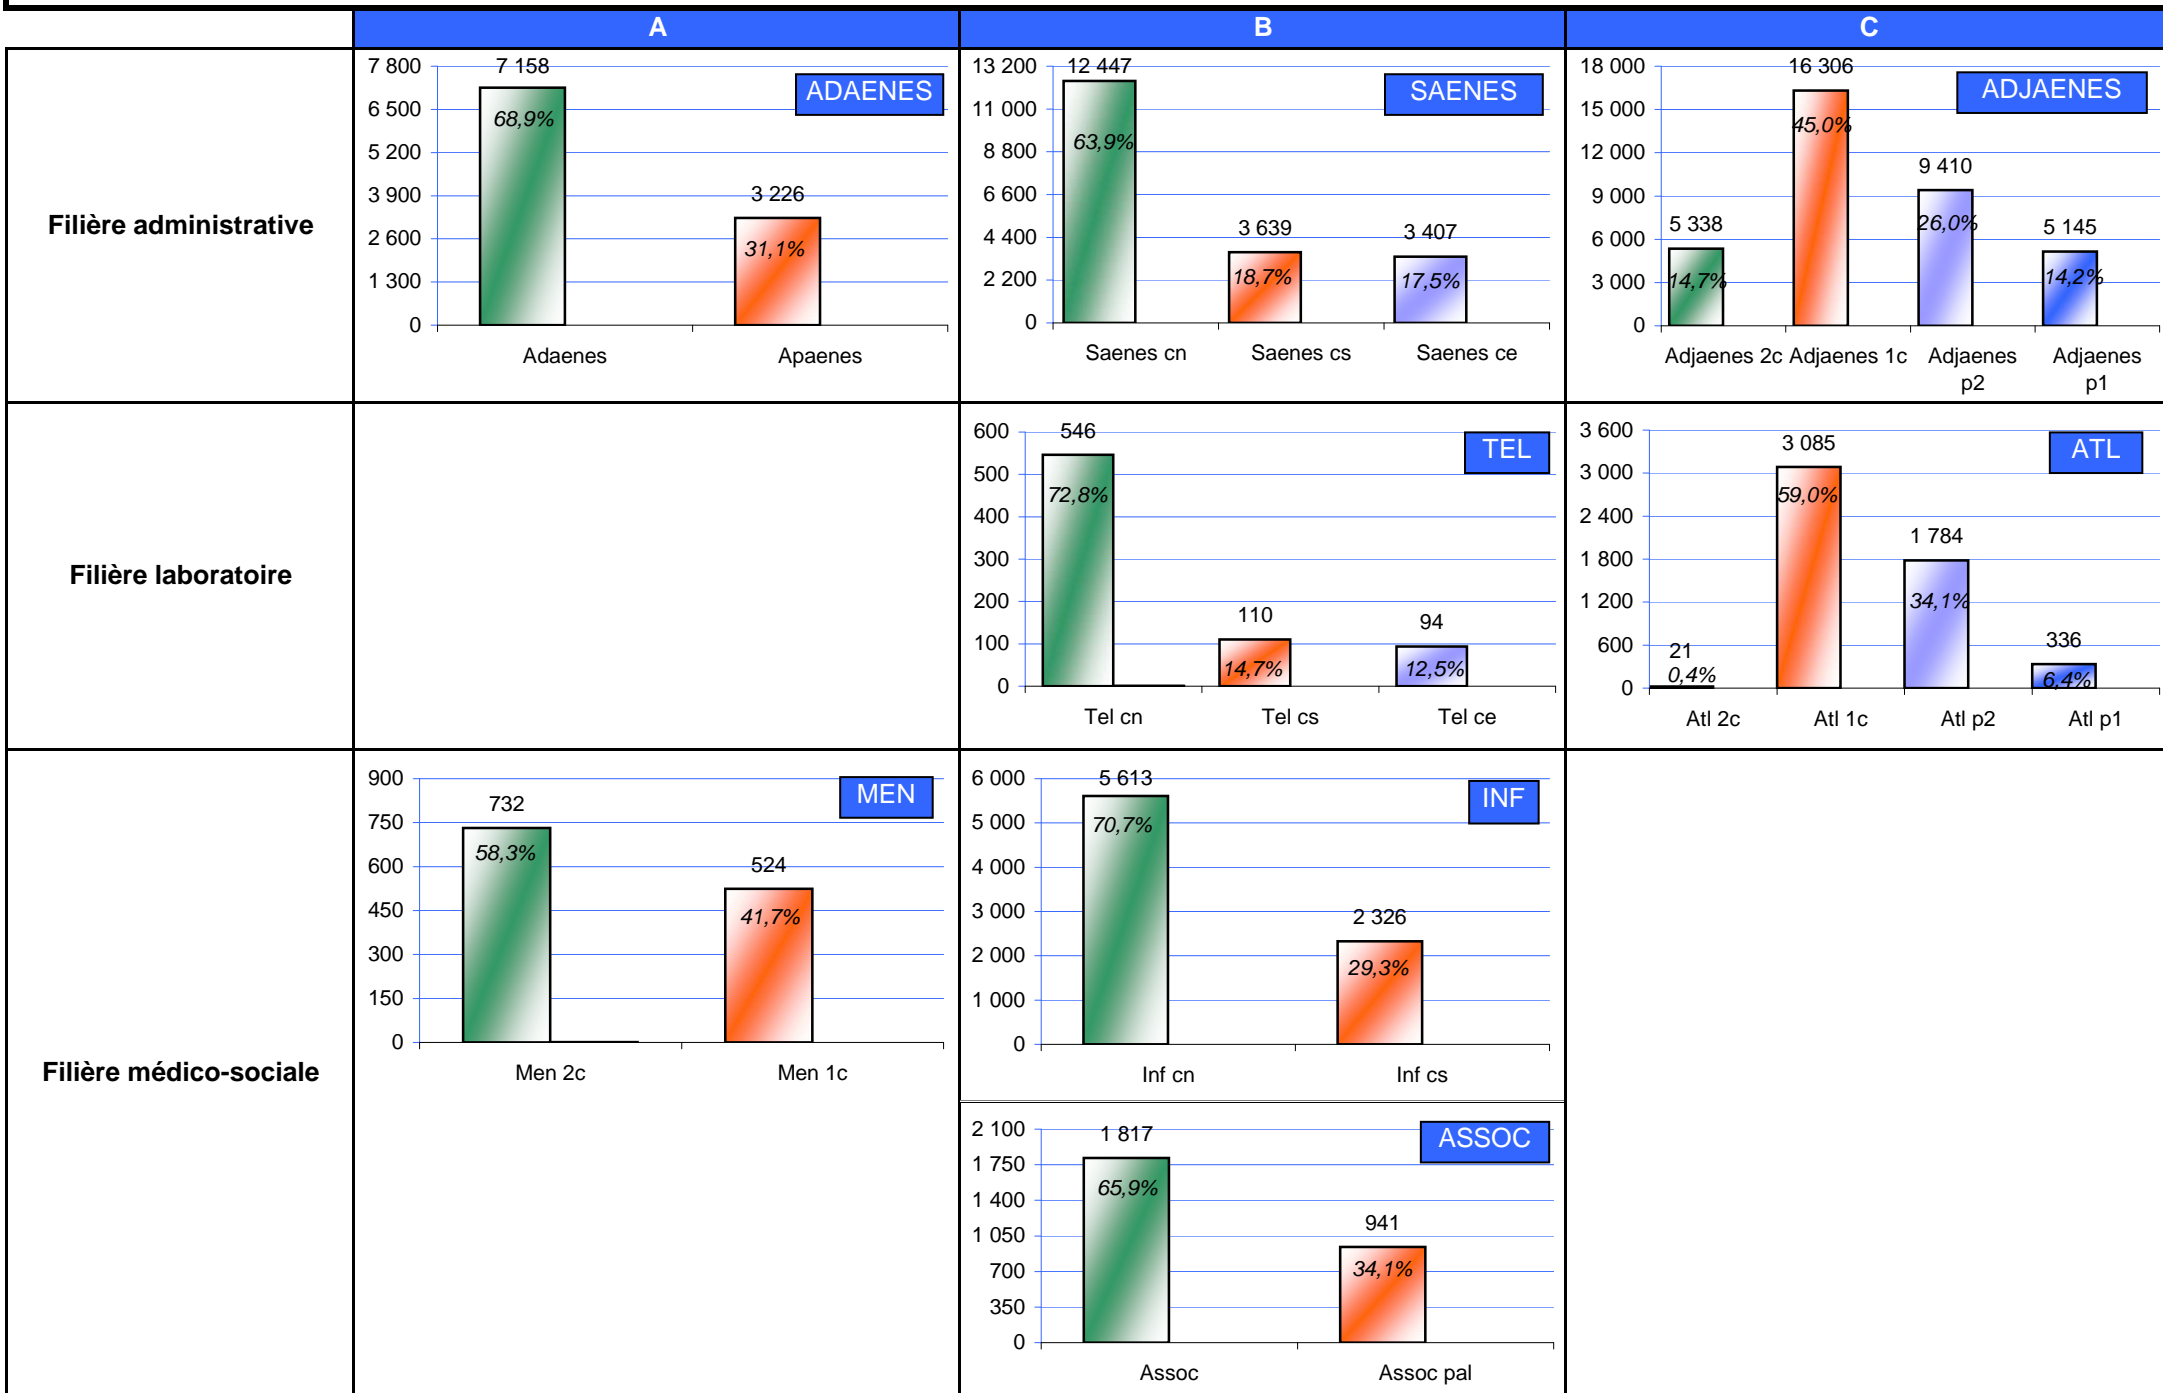 A
B
C
Filière administrative
7 800
6 500
5 200
3 900
2 600
1 300
0
7 158
68,9%
3 226
31,1%
ADAENES
Adaenes
Apaenes
13 200
11 000
8 800
6 600
4 400
2 200
0
12 447
63,9%
3 639
18,7%
3 407
17,5%
SAENES
Saenes cn
Saenes cs
Saenes ce
18 000
15 000
12 000
9 000
6 000
3 000
0
5 338
14,7%
16 306
45,0%
9 410
26,0%
5 145
14,2%
ADJAENES
Adjaenes 2c
Adjaenes 1c
Adjaenes
p2
Adjaenes
p1
Filière laboratoire
600
500
400
300
200
100
0
546
72,8%
110
14,7%
94
12,5%
TEL
Tel cn
Tel cs
Tel ce
3 600
3 000
2 400
1 800
1 200
600
0
21
0,4%
3 085
59,0%
1 784
34,1%
336
6,4%
ATL
Atl 2c
Atl 1c
Atl p2
Atl p1
Filière médico-sociale
900
750
600
450
300
150
0
732
58,3%
524
41,7%
MEN
Men 2c
Men 1c
6 000
5 000
4 000
3 000
2 000
1 000
0
5 613
70,7%
2 326
29,3%
INF
Inf cn
Inf cs
2 100
1 750
1 400
1 050
700
350
0
1 817
65,9%
941
34,1%
ASSOC
Assoc
Assoc pal